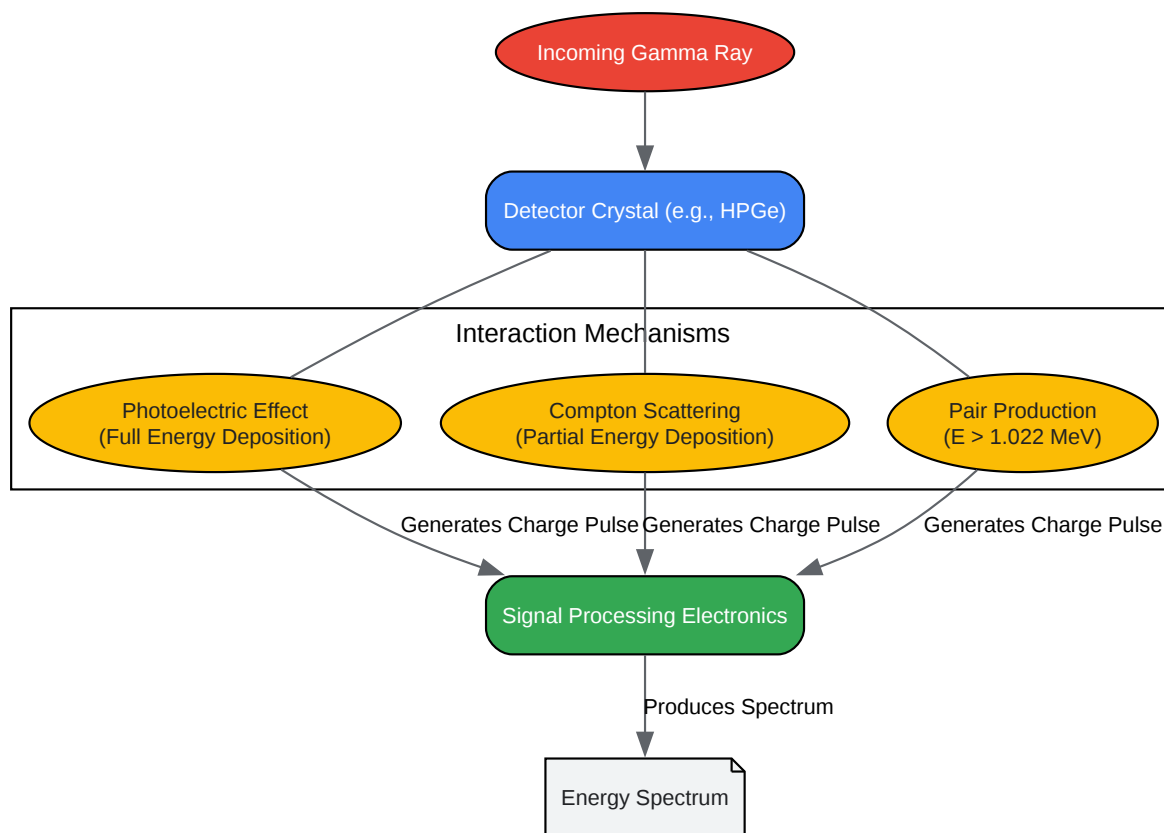 Incoming Gamma Ray
Detector Crystal (e.g., HPGe)
Interaction Mechanisms
Photoelectric Effect
(Full Energy Deposition)
Compton Scattering
(Partial Energy Deposition)
Pair Production
(E > 1.022 MeV)
Generates Charge Pulse
Generates Charge Pulse
Generates Charge Pulse
Signal Processing Electronics
Produces Spectrum
Energy Spectrum